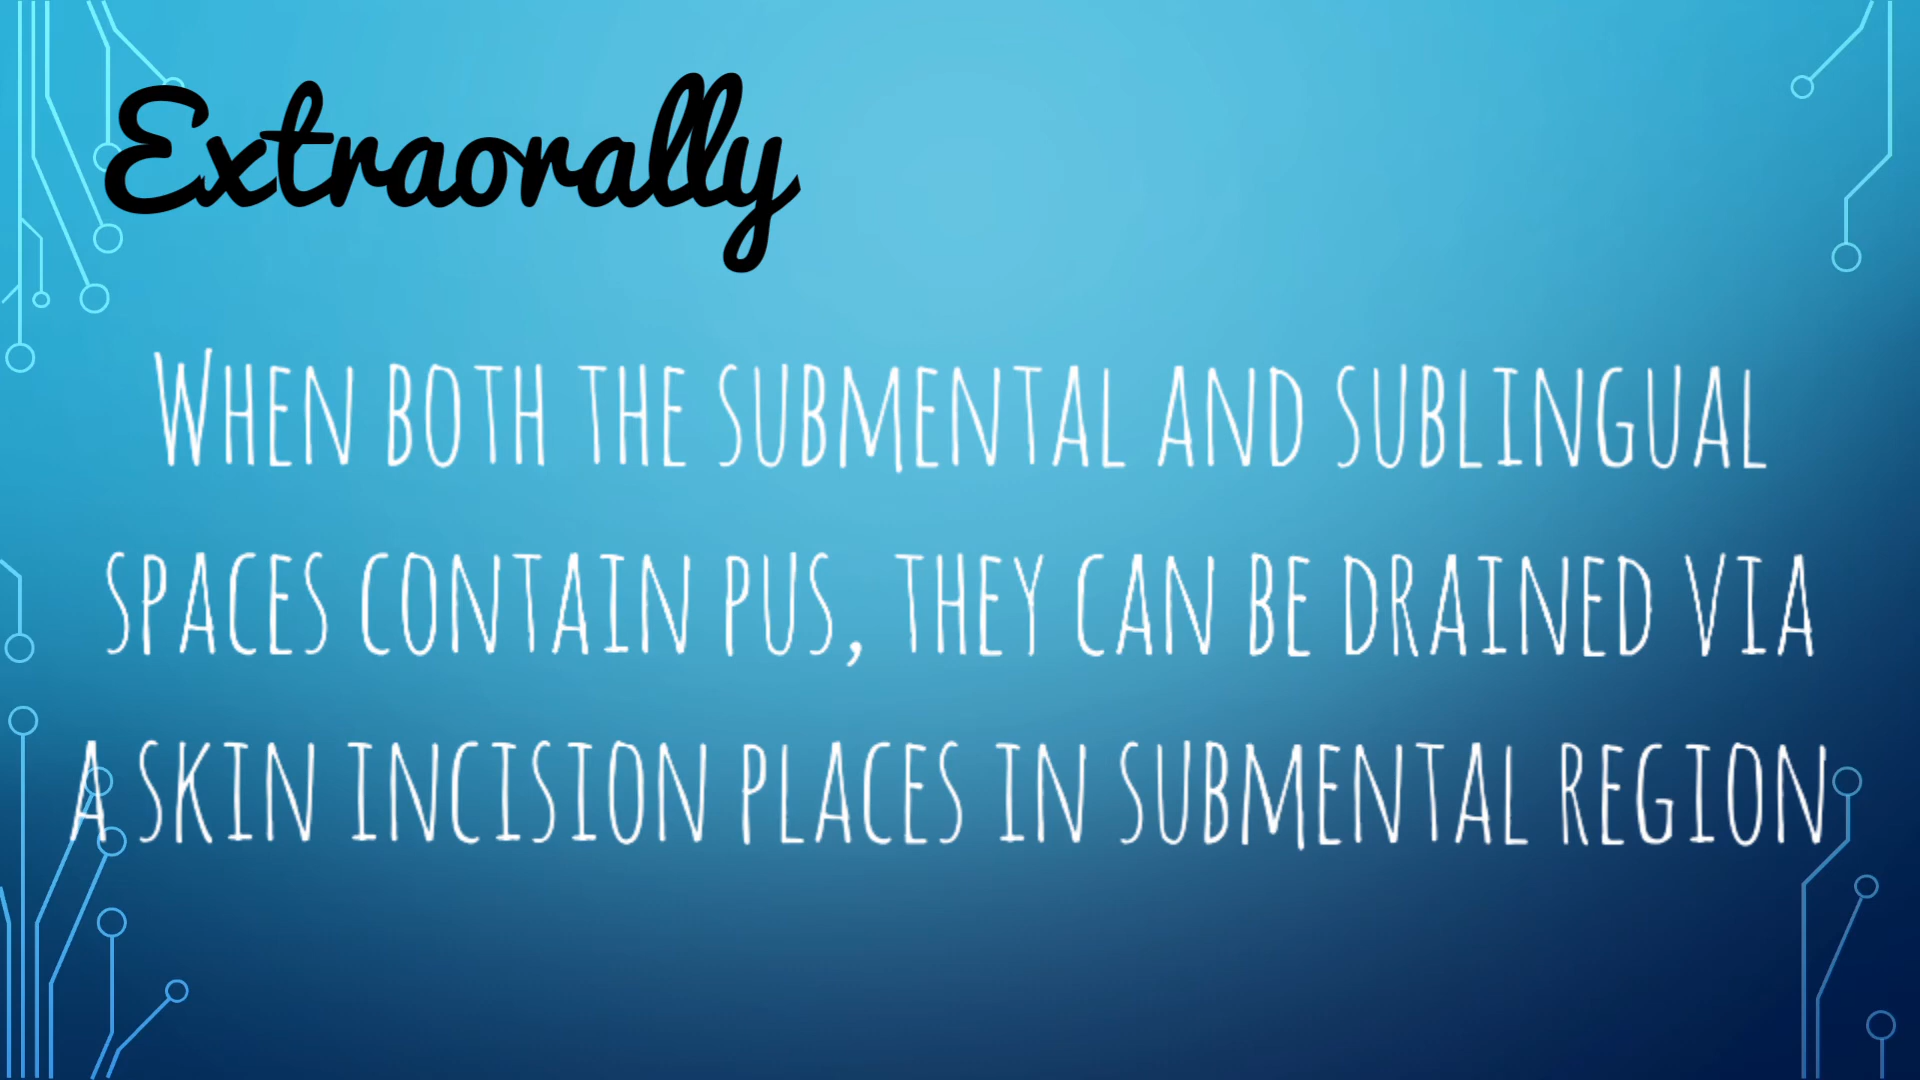 Extraorally
When both the submental and sublingual
spaces contain pus, they can be drained via
a skin incision places in submental region